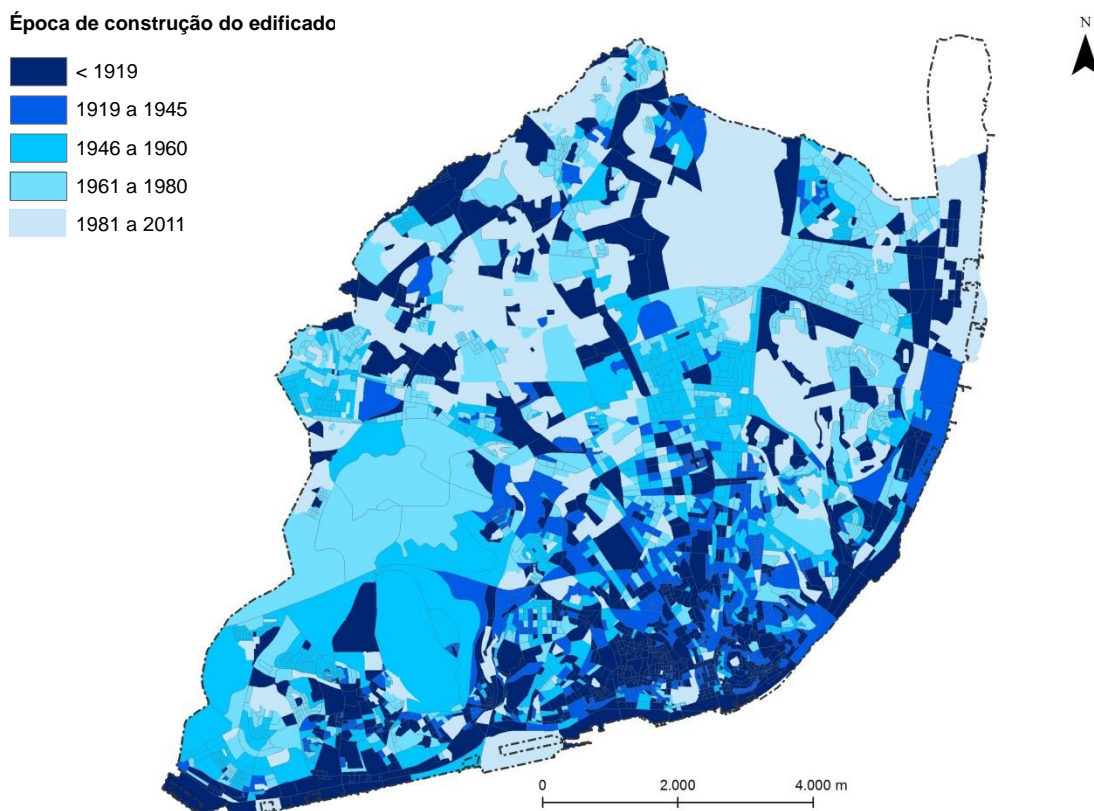 Época de construção do edificado
N
< 1919
1919 a 1945
1946 a 1960
1961 a 1980
1981 a 2011
0 2.000 4.000 m